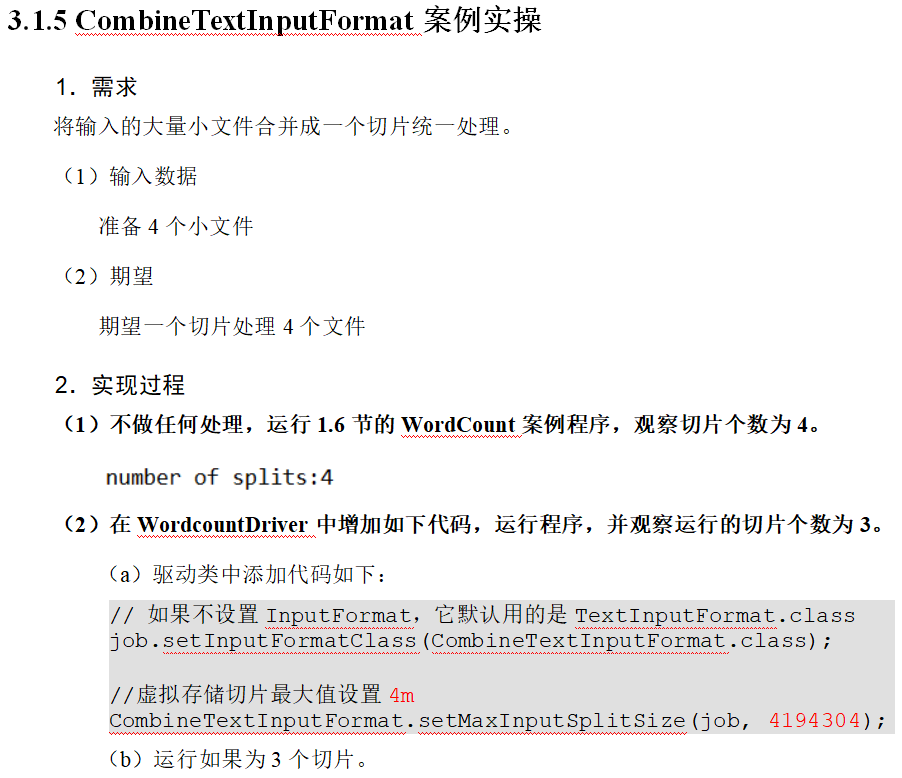 3.1.5 CombineTextInputFormat 案例实操
1．需求
将输入的大量小文件合并成一个切片统一处理。
（1）输入数据
准备 4 个小文件
（2）期望
期望一个切片处理 4 个文件
2．实现过程
（1）不做任何处理，运行 1.6 节的 WordCount 案例程序，观察切片个数为 4。
number of splits:4
（2）在 WordcountDriver 中增加如下代码，运行程序，并观察运行的切片个数为 3。
（a）驱动类中添加代码如下：
// 如果不设置 InputFormat，它默认用的是 TextInputFormat.class
job.setInputFormatClass(CombineTextInputFormat.class);
//虚拟存储切片最大值设置 4m
CombineTextInputFormat.setMaxInputSplitSize(job, 4194304);
（b）运行如果为 3 个切片。